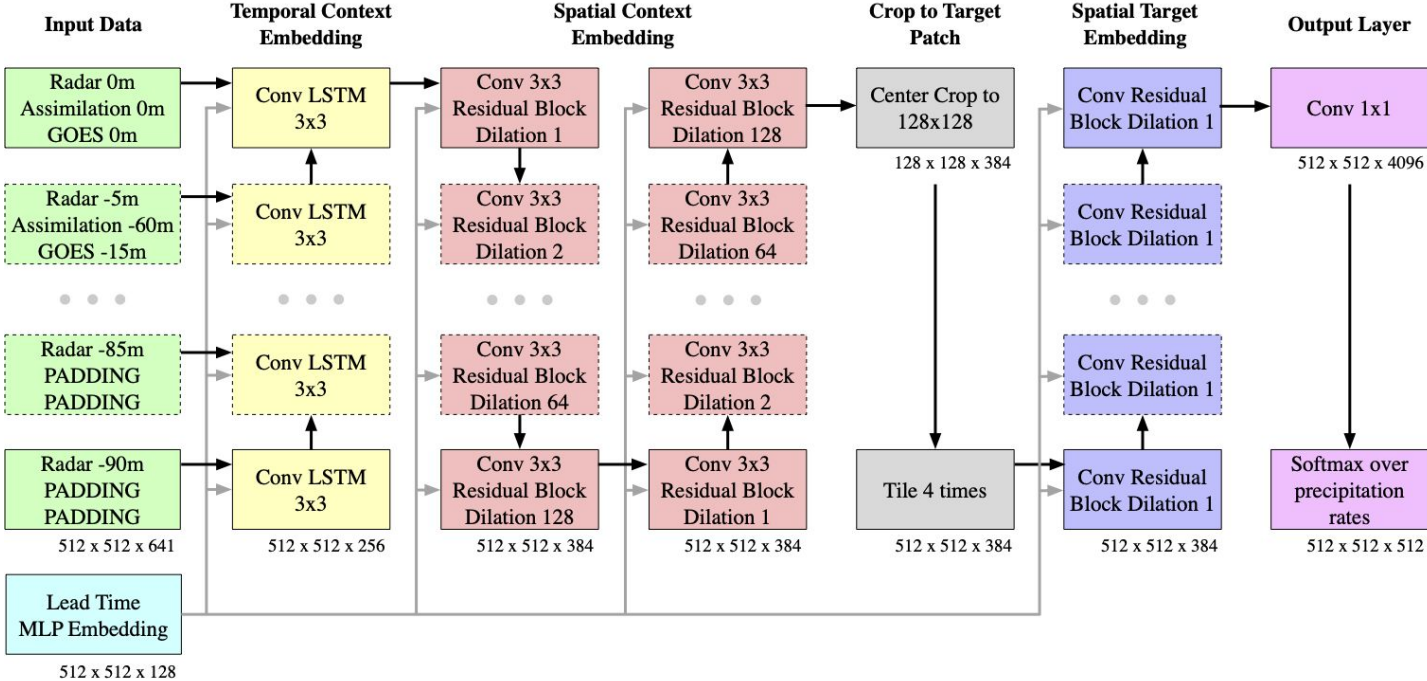 Input Data
Temporal Context
Embedding
Spatial Context
Embedding
Crop to Target
Patch
Spatial Target
Embedding
Output Layer
Radar 0m
Assimilation 0m
GOES 0m
Radar -5m
Assimilation -60m
GOES -15m
Radar -85m
PADDING
PADDING
Radar -90m
PADDING
PADDING
512 x 512 x 641
Lead Time
MLP Embedding
512 x 512 x 128
Conv LSTM
3x3
Conv LSTM
3x3
Conv LSTM
3x3
Conv LSTM
3x3
512 x 512 x 256
Conv 3x3
Residual Block
Dilation 1
Conv 3x3
Residual Block
Dilation 2
Conv 3x3
Residual Block
Dilation 64
Conv 3x3
Residual Block
Dilation 128
512 x 512 x 384
Conv 3x3
Residual Block
Dilation 128
Conv 3x3
Residual Block
Dilation 64
Conv 3x3
Residual Block
Dilation 2
Conv 3x3
Residual Block
Dilation 1
512 x 512 x 384
Center Crop to
128x128
128 x 128 x 384
Tile 4 times
512 x 512 x 384
Conv Residual
Block Dilation 1
Conv Residual
Block Dilation 1
Conv Residual
Block Dilation 1
Conv Residual
Block Dilation 1
512 x 512 x 384
Conv 1x1
512 x 512 x 4096
Softmax over
precipitation
rates
512 x 512 x 512